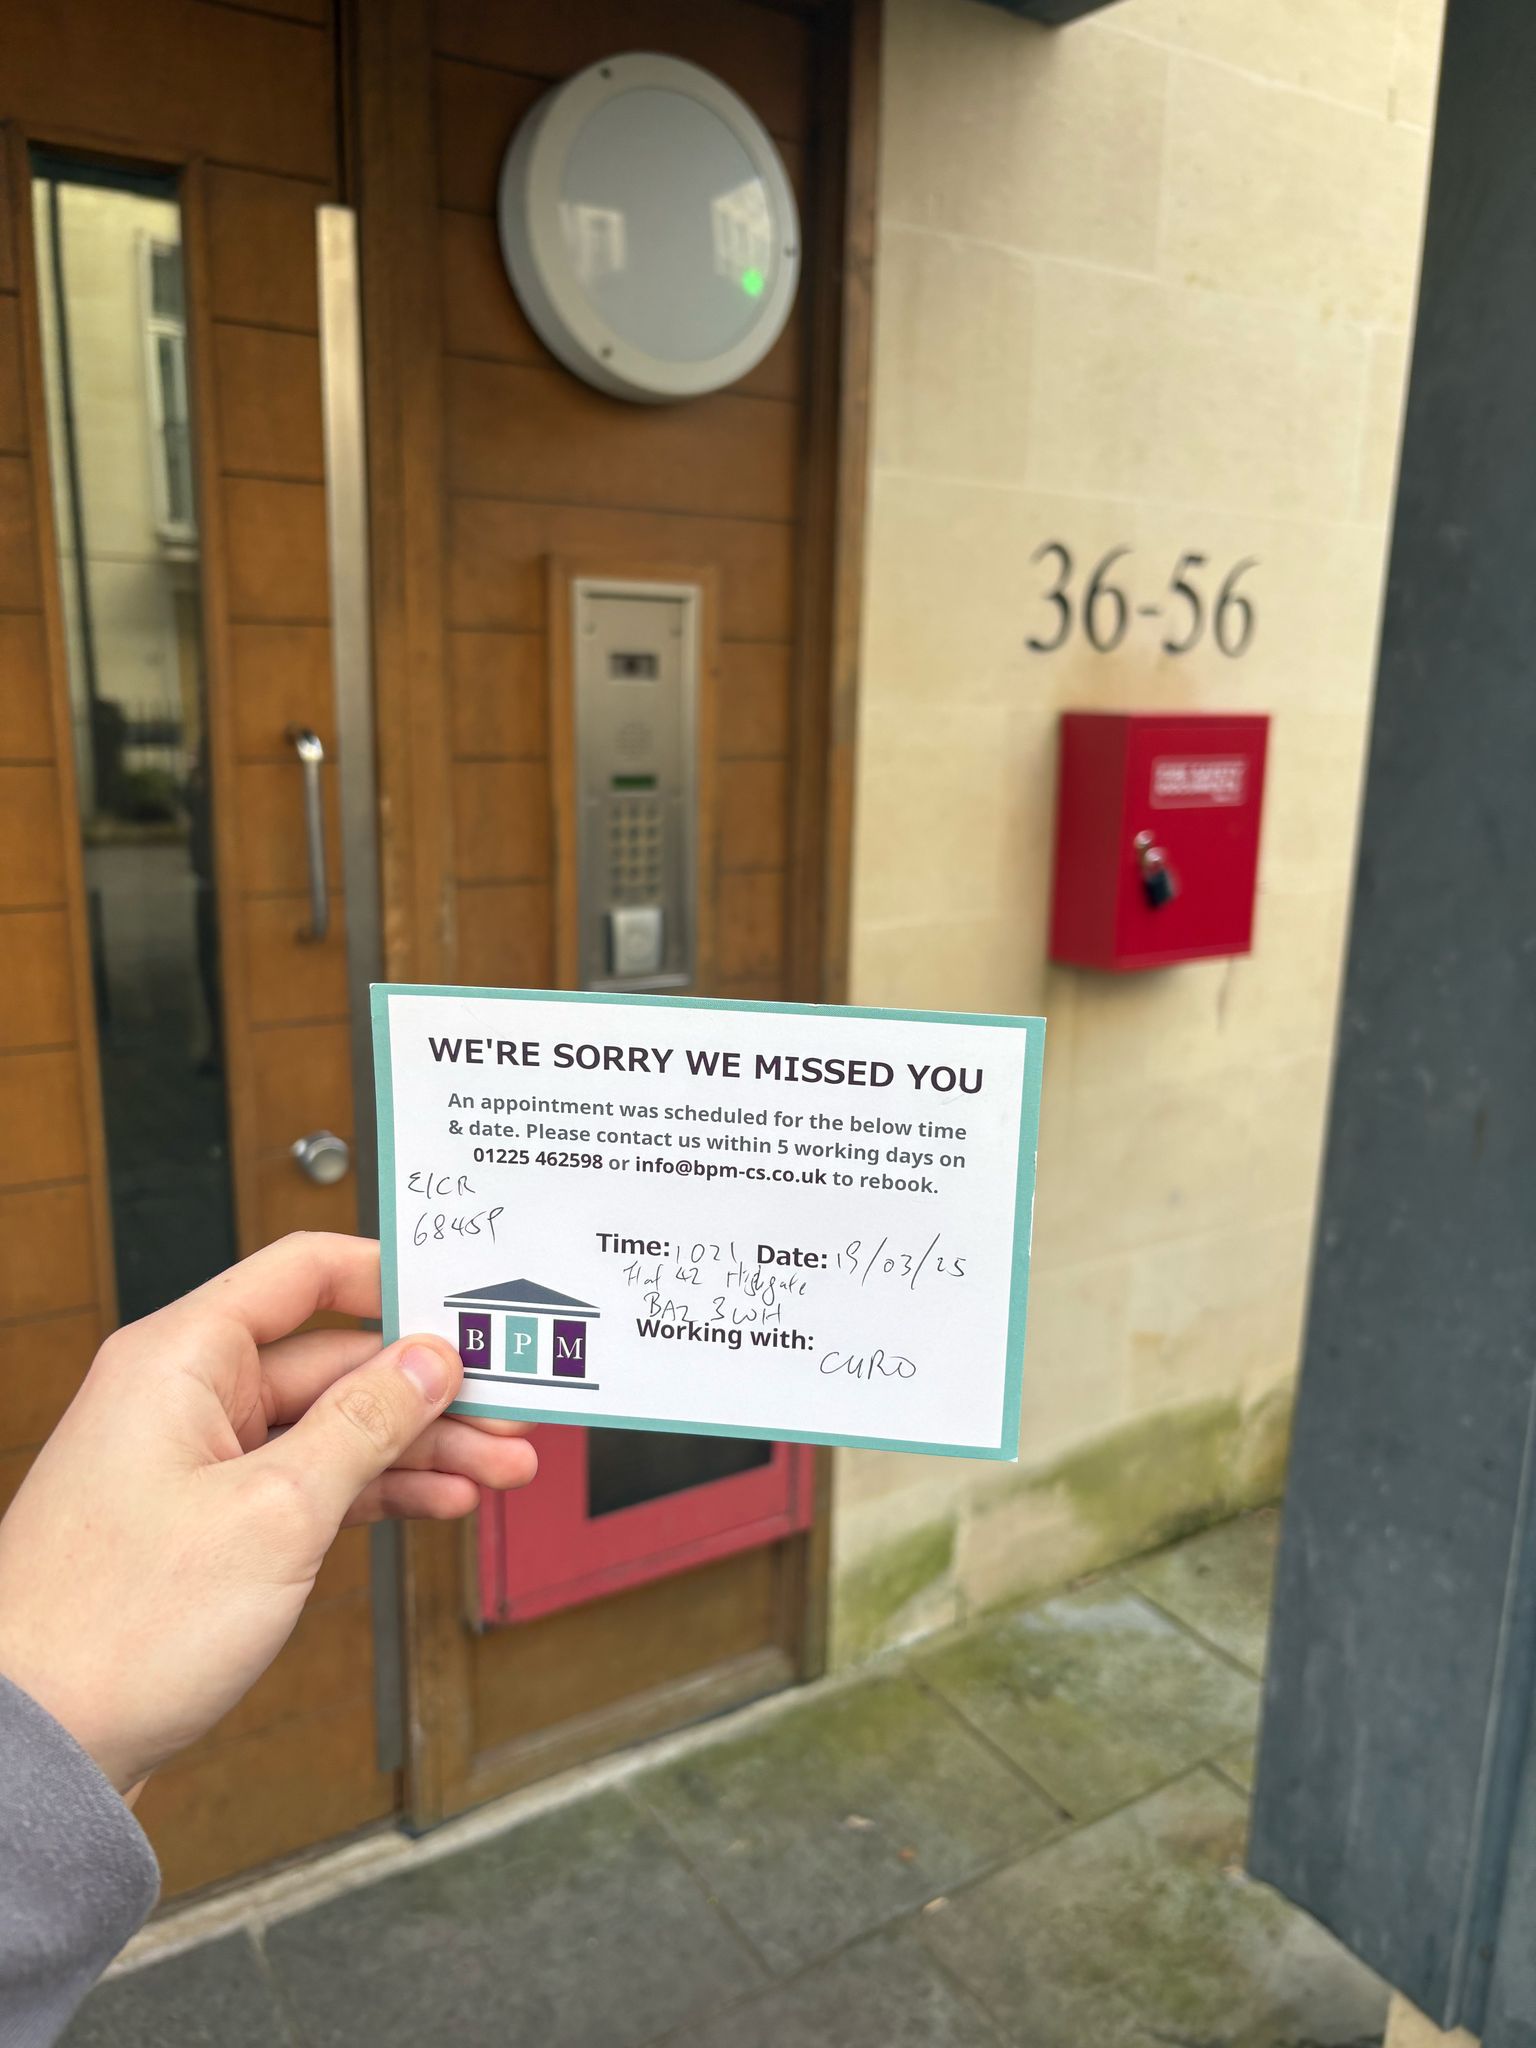 36-56
FIRE SAFETY
WE'RE SORRY WE MISSED YOU
An appointment was scheduled for the below time
& date. Please contact us within 5 working days on
01225 462598 or info@bpm-cs.co.uk to rebook.
EICR
68459
Time: 1021 Date: 19/03/25
Flat 42 Highgate
BA2 3WH
Working with: CURO
B P M